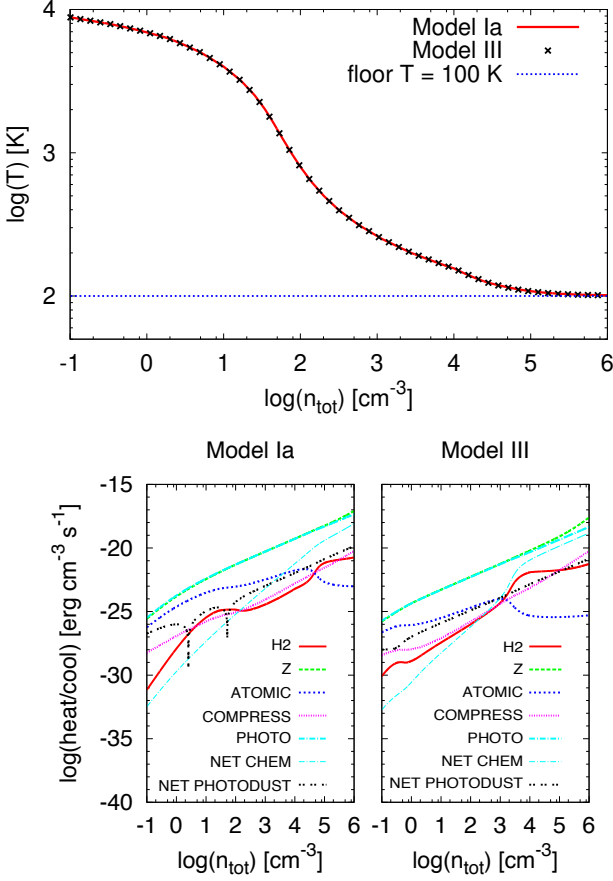 4
Model Ia
Model III
floor T = 100 K
3
2
log(T) [K]
-1 0 1 2 3 4 5 6
log(n_tot) [cm^-3]
Model Ia Model III
-15
-20
-25
-30
-35
-40
log(heat/cool) [erg cm^-3 s^-1]
H2
Z
ATOMIC
COMPRESS
PHOTO
NET CHEM
NET PHOTODUST
H2
Z
ATOMIC
COMPRESS
PHOTO
NET CHEM
NET PHOTODUST
-1 0 1 2 3 4 5 6 -1 0 1 2 3 4 5 6
log(n_tot) [cm^-3] log(n_tot) [cm^-3]